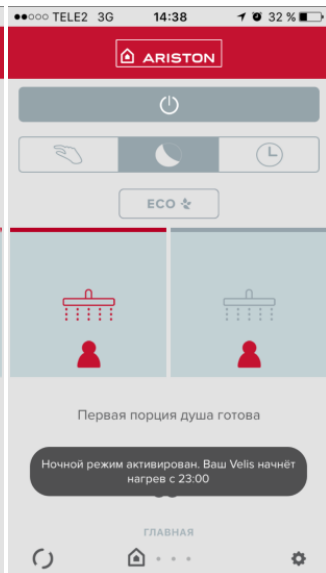 TELE2 3G 14:38 32 %
ARISTON
ECO
Первая порция душа готова
Ночной режим активирован. Ваш Velis начнёт
нагрев с 23:00
ГЛАВНАЯ